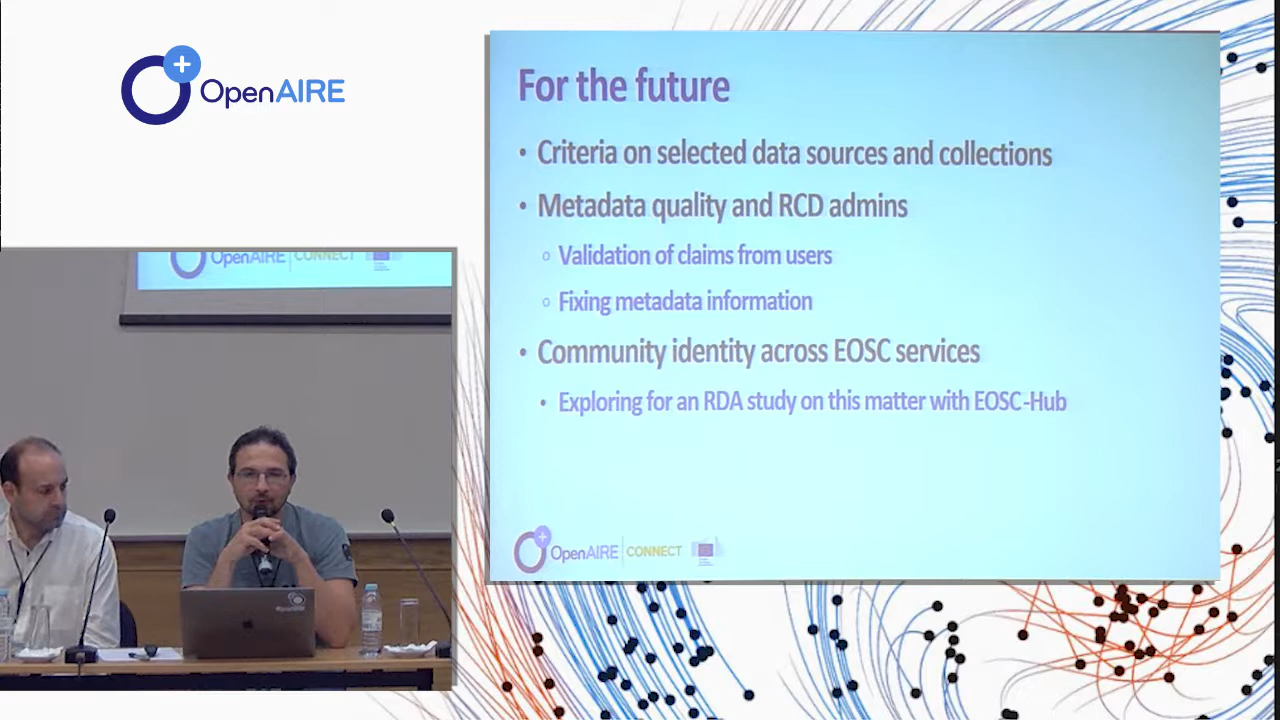 OpenAIRE
For the future
• Criteria on selected data sources and collections
• Metadata quality and RCD admins
◦ Validation of claims from users
◦ Fixing metadata information
• Community identity across EOSC services
• Exploring for an RDA study on this matter with EOSC-Hub
OpenAIRE CONNECT
OpenAIRE CONNECT